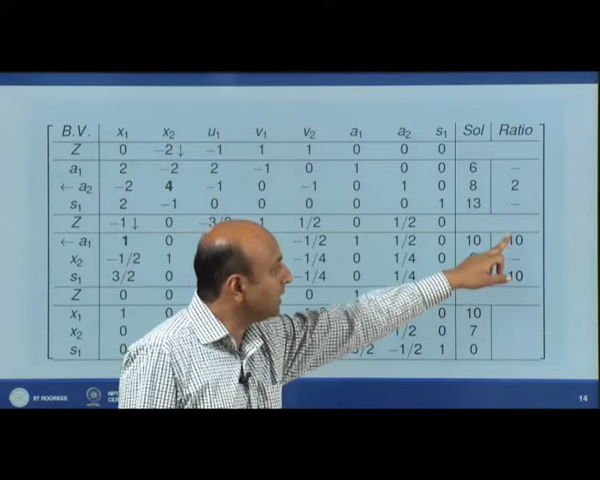 B.V. x₁ x₂ u₁ v₁ v₂ a₁ a₂ s₁ Sol Ratio
Z 0 −2↓ −1 1 1 0 0 0
a₁ 2 −2 2 −1 0 1 0 0 6 –
← a₂ −2 4 −1 0 −1 0 1 0 8 2
s₁ 2 −1 0 0 0 0 0 1 13 –
Z −1↓ 0 −3/2 1 1/2 0 1/2 0
← a₁ 1 0 −1/2 1 1/2 0 10 10
x₂ −1/2 1 −1/4 0 1/4 0 –
s₁ 3/2 0 −1/4 0 1/4 10
Z 0 0 0 1
x₁ 1 0 0 10
x₂ 0 1/2 0 7
s₁ 0 −1/2 1 0
IIT ROORKEE
14